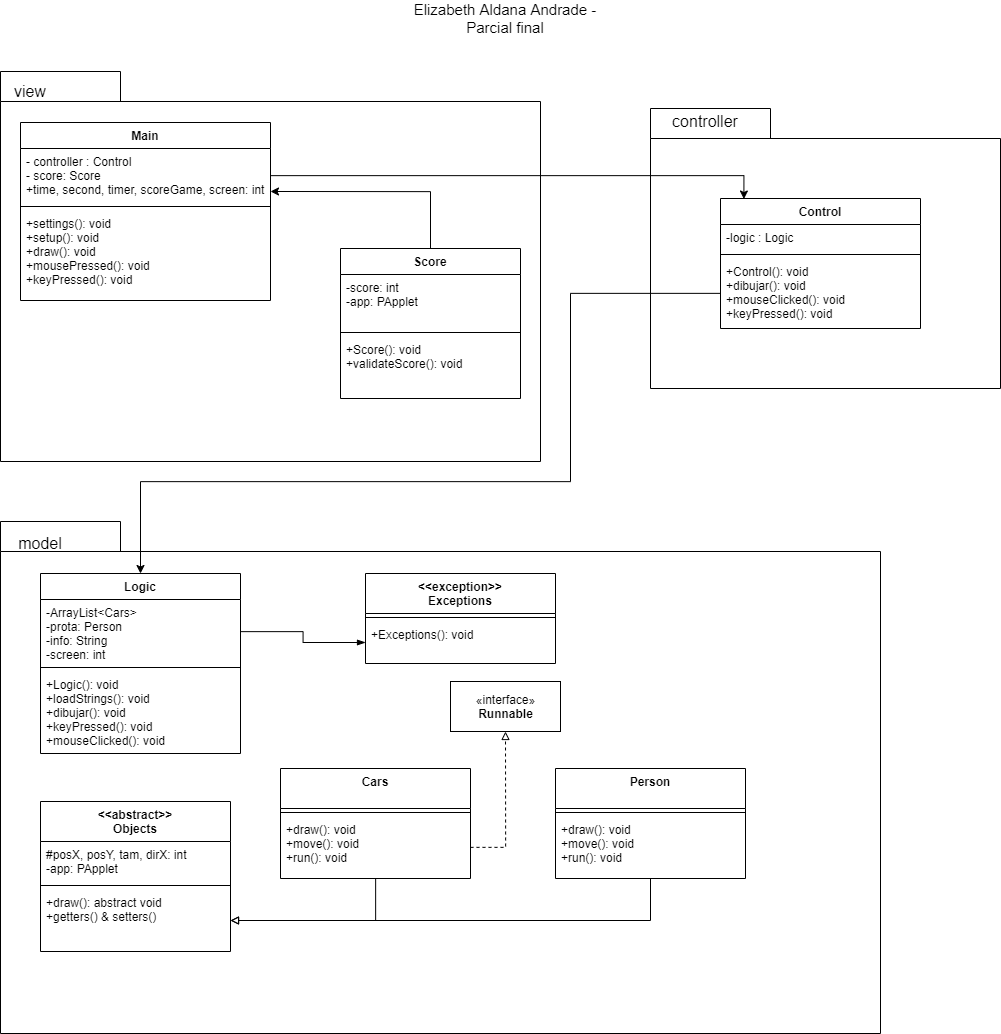 Elizabeth Aldana Andrade -
Parcial final
view
Main
- controller : Control
- score: Score
+time, second, timer, scoreGame, screen: int
+settings(): void
+setup(): void
+draw(): void
+mousePressed(): void
+keyPressed(): void
Score
-score: int
-app: PApplet
+Score(): void
+validateScore(): void
controller
Control
-logic : Logic
+Control(): void
+dibujar(): void
+mouseClicked(): void
+keyPressed(): void
model
Logic
-ArrayList<Cars>
-prota: Person
-info: String
-screen: int
+Logic(): void
+loadStrings(): void
+dibujar(): void
+keyPressed(): void
+mouseClicked(): void
<<exception>>
Exceptions
+Exceptions(): void
«interface»
Runnable
Cars
+draw(): void
+move(): void
+run(): void
Person
+draw(): void
+move(): void
+run(): void
<<abstract>>
Objects
#posX, posY, tam, dirX: int
-app: PApplet
+draw(): abstract void
+getters() & setters()